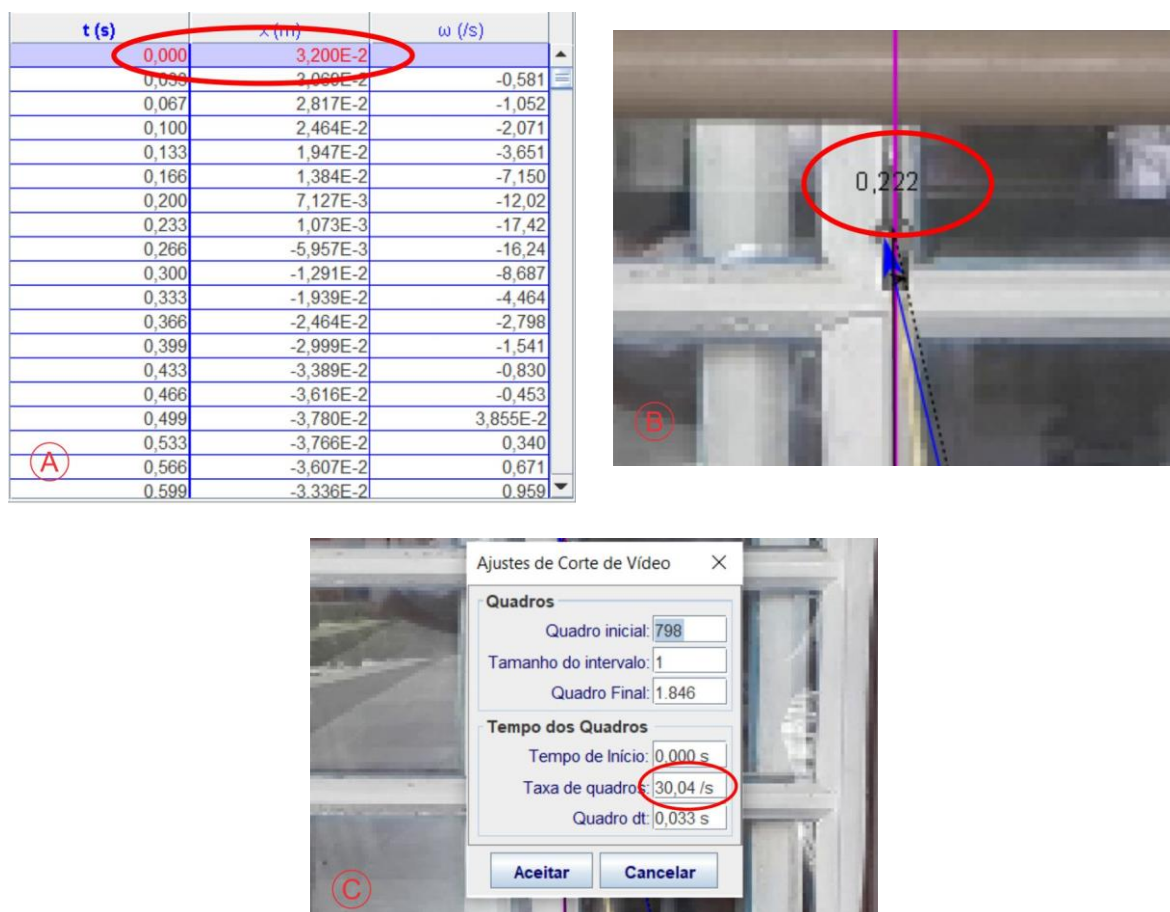 t (s) x (m) ω (/s)
0,000 3,200E-2
0,033 3,069E-2 -0,581
0,067 2,817E-2 -1,052
0,100 2,464E-2 -2,071
0,133 1,947E-2 -3,651
0,166 1,384E-2 -7,150
0,200 7,127E-3 -12,02
0,233 1,073E-3 -17,42
0,266 -5,957E-3 -16,24
0,300 -1,291E-2 -8,687
0,333 -1,939E-2 -4,464
0,366 -2,464E-2 -2,798
0,399 -2,999E-2 -1,541
0,433 -3,389E-2 -0,830
0,466 -3,616E-2 -0,453
0,499 -3,780E-2 3,855E-2
0,533 -3,766E-2 0,340
0,566 -3,607E-2 0,671
0,599 -3,336E-2 0,959
A
0,222
B
Ajustes de Corte de Vídeo
Quadros
Quadro inicial: 798
Tamanho do intervalo: 1
Quadro Final: 1.846
Tempo dos Quadros
Tempo de Início: 0,000 s
Taxa de quadros: 30,04 /s
Quadro dt: 0,033 s
Aceitar Cancelar
C